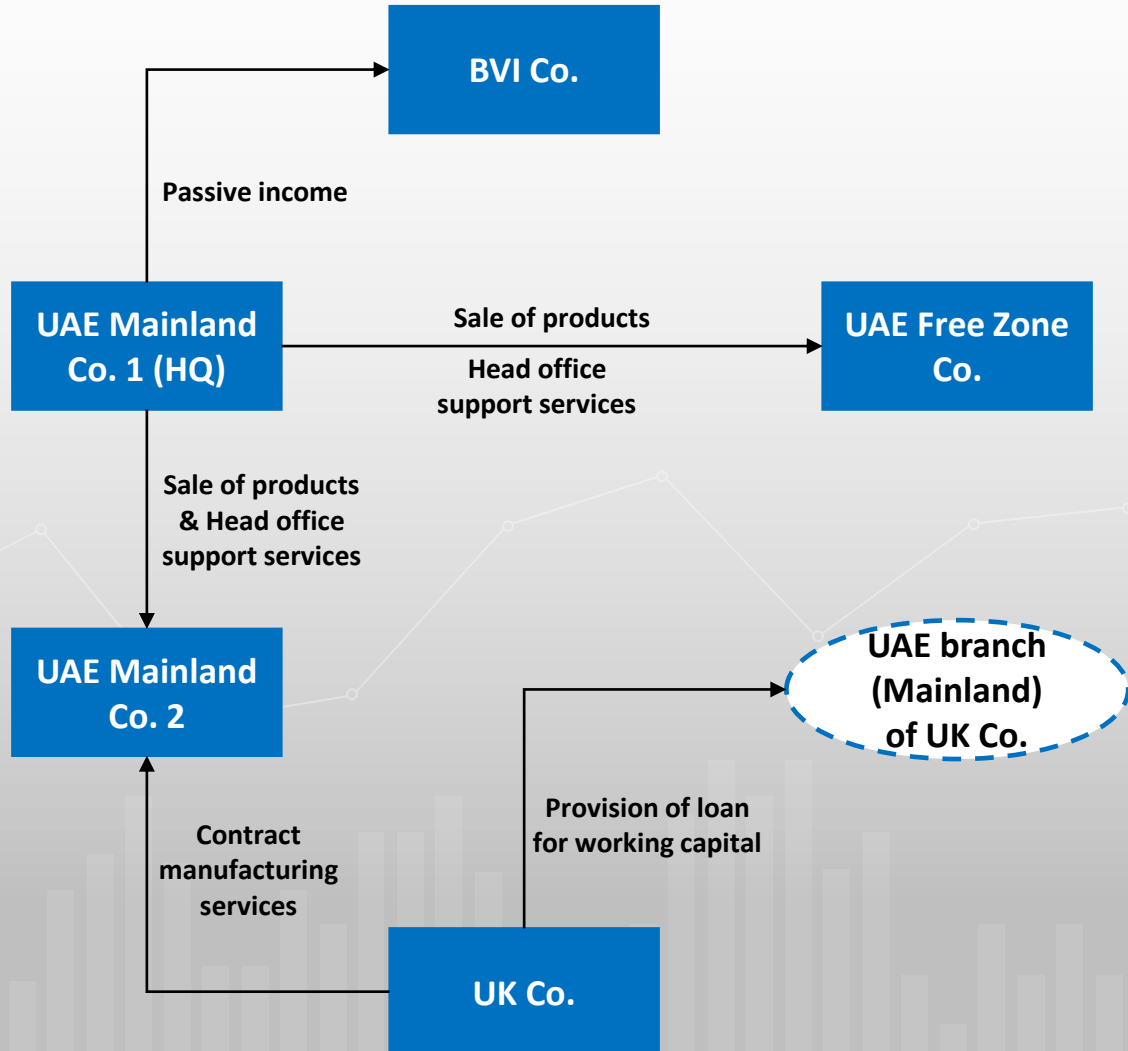 BVI Co.
Passive income
UAE Mainland
Co. 1 (HQ)
Sale of products
Head office
support services
UAE Free Zone
Co.
Sale of products
& Head office
support services
UAE Mainland
Co. 2
UAE branch
(Mainland)
of UK Co.
Provision of loan
for working capital
Contract
manufacturing
services
UK Co.